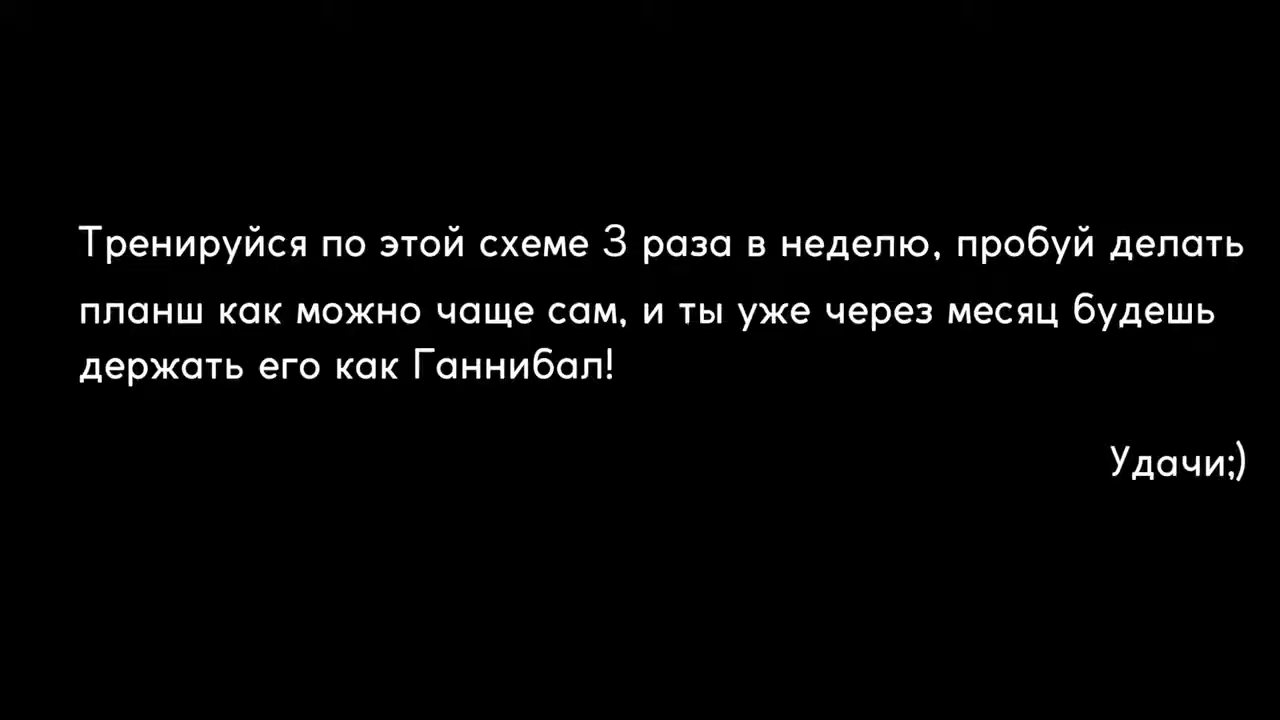 Тренируйся по этой схеме 3 раза в неделю, пробуй делать
планш как можно чаще сам, и ты уже через месяц будешь
держать его как Ганнибал!
Удачи;)